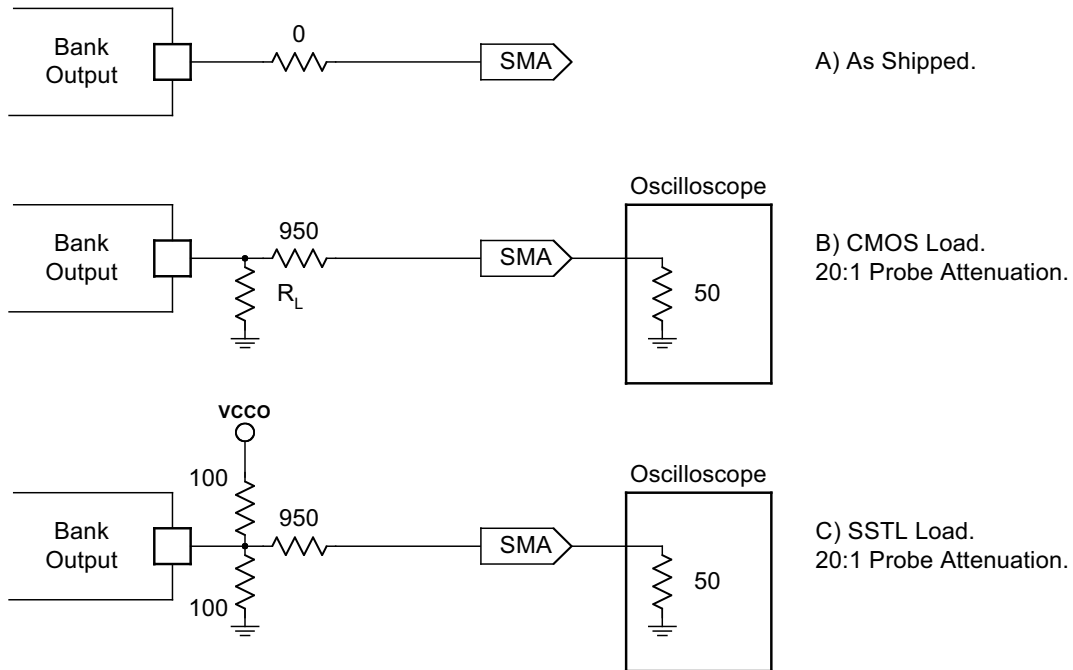 Bank
Output
0
SMA
A) As Shipped.
Bank
Output
950
R_L
SMA
Oscilloscope
50
B) CMOS Load.
20:1 Probe Attenuation.
VCCO
100
Bank
Output
950
100
SMA
Oscilloscope
50
C) SSTL Load.
20:1 Probe Attenuation.